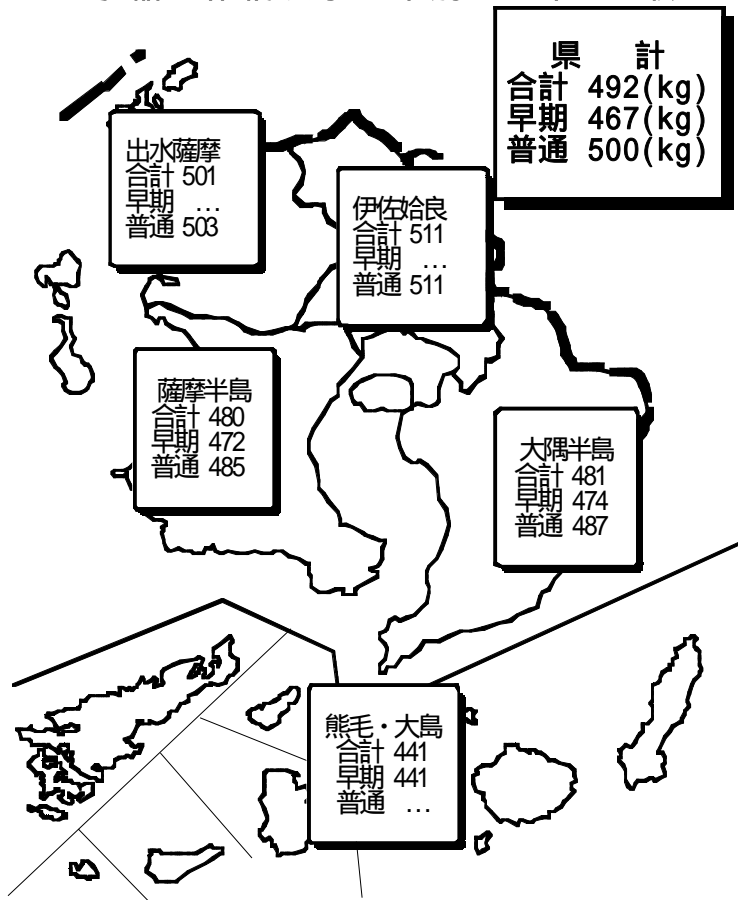 県　計
合計 492(kg)
早期 467(kg)
普通 500(kg)
出水薩摩
合計 501
早期 …
普通 503
伊佐姶良
合計 511
早期 …
普通 511
薩摩半島
合計 480
早期 472
普通 485
大隅半島
合計 481
早期 474
普通 487
熊毛・大島
合計 441
早期 441
普通 …